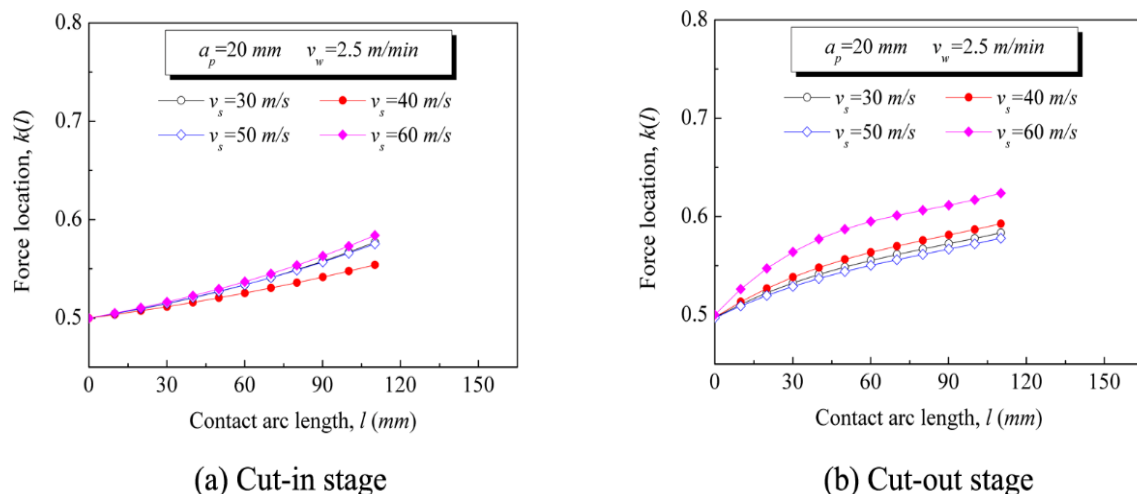 0.8
a_p=20 mm v_w=2.5 m/min
v_s=30 m/s v_s=40 m/s
v_s=50 m/s v_s=60 m/s
0.7
0.6
0.5
Force location, k(l)
0 30 60 90 120 150
Contact arc length, l (mm)
(a) Cut-in stage
0.8
a_p=20 mm v_w=2.5 m/min
v_s=30 m/s v_s=40 m/s
v_s=50 m/s v_s=60 m/s
0.7
0.6
0.5
Force location, k(l)
0 30 60 90 120 150
Contact arc length, l (mm)
(b) Cut-out stage